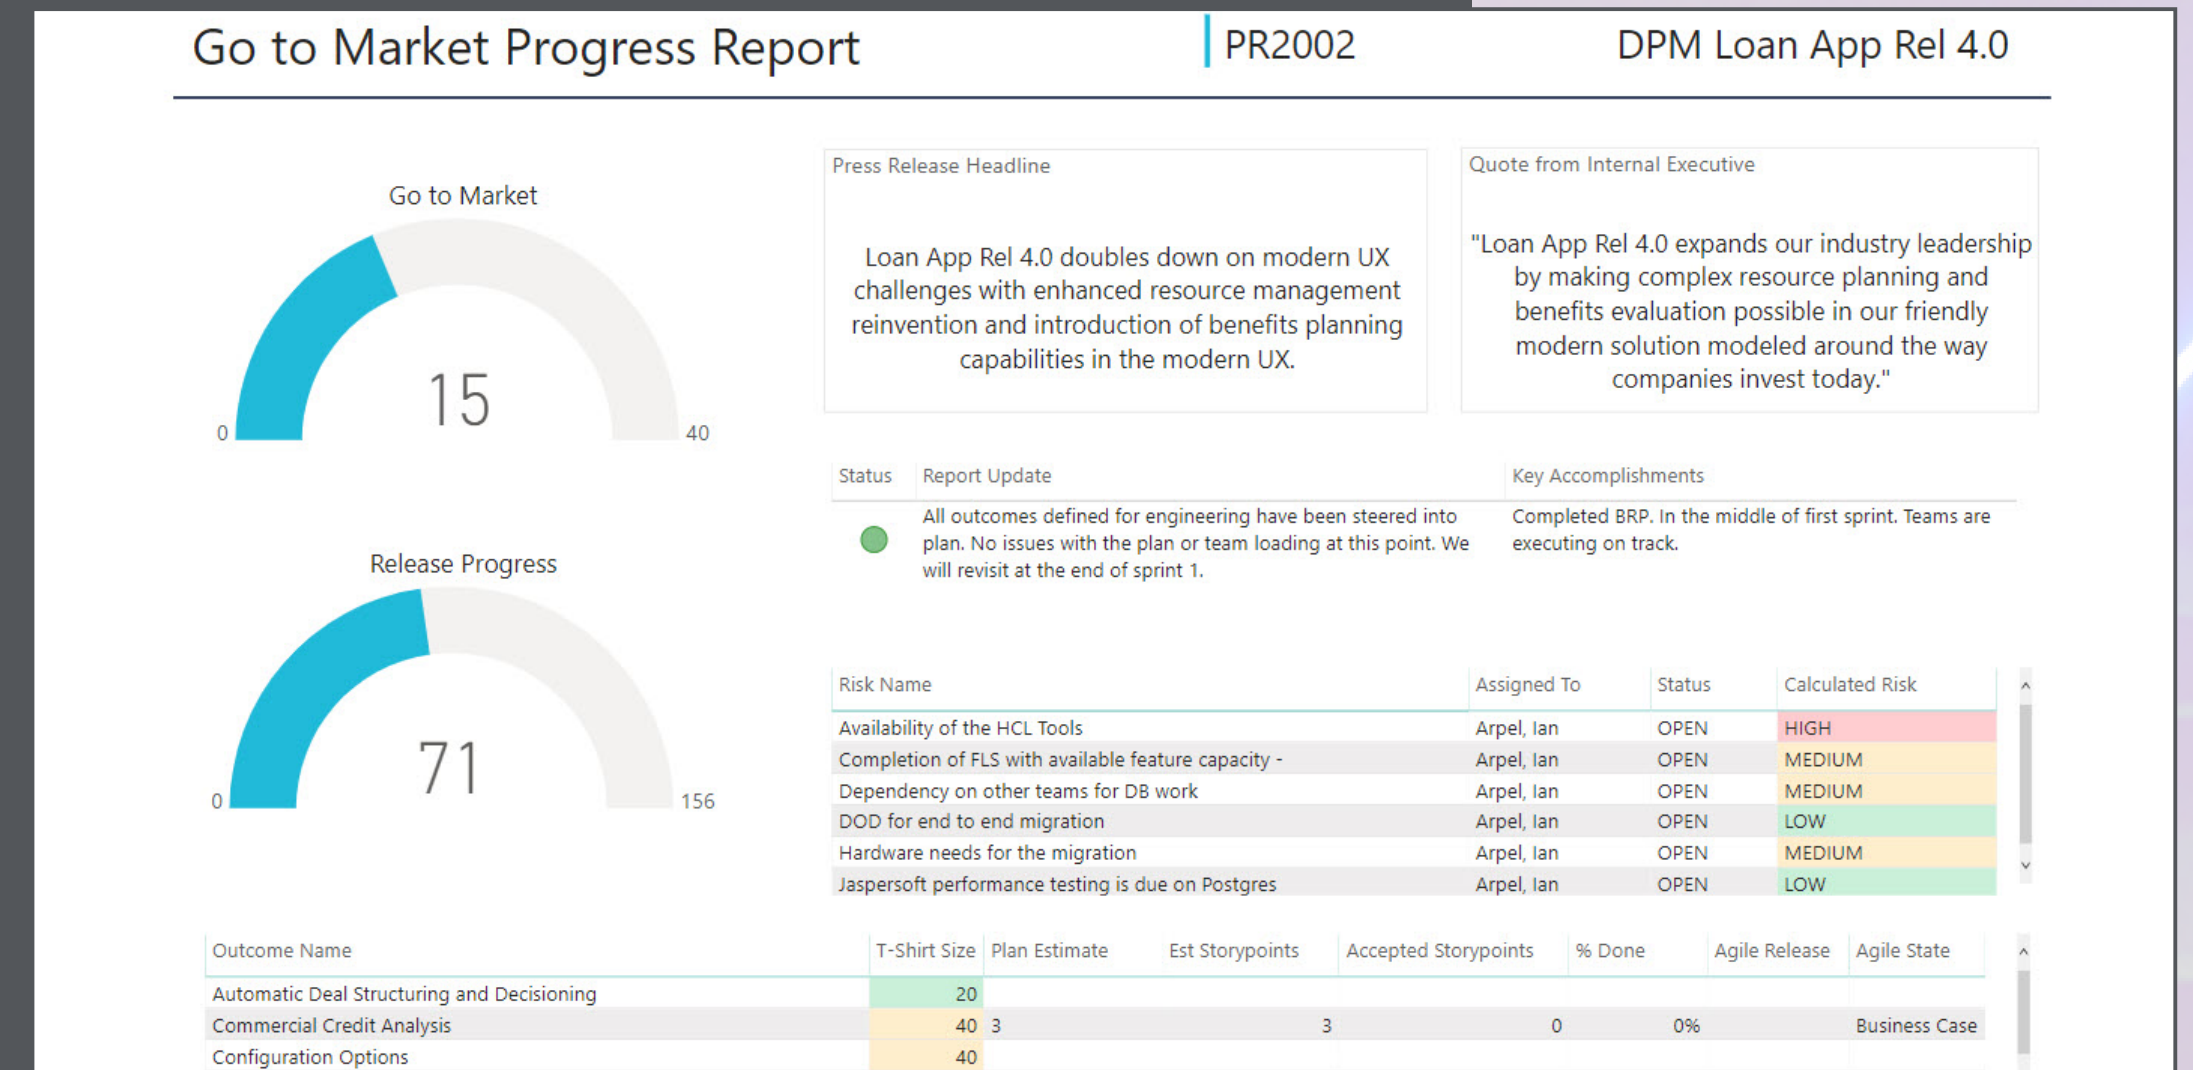 Go to Market Progress Report
PR2002
DPM Loan App Rel 4.0
Go to Market
15
0
40
Release Progress
71
0
156
Press Release Headline
Loan App Rel 4.0 doubles down on modern UX
challenges with enhanced resource management
reinvention and introduction of benefits planning
capabilities in the modern UX.
Quote from Internal Executive
"Loan App Rel 4.0 expands our industry leadership
by making complex resource planning and
benefits evaluation possible in our friendly
modern solution modeled around the way
companies invest today."
Status Report Update Key Accomplishments
All outcomes defined for engineering have been steered into
plan. No issues with the plan or team loading at this point. We
will revisit at the end of sprint 1.
Completed BRP. In the middle of first sprint. Teams are
executing on track.
Risk Name Assigned To Status Calculated Risk
Availability of the HCL Tools Arpel, Ian OPEN HIGH
Completion of FLS with available feature capacity - Arpel, Ian OPEN MEDIUM
Dependency on other teams for DB work Arpel, Ian OPEN MEDIUM
DOD for end to end migration Arpel, Ian OPEN LOW
Hardware needs for the migration Arpel, Ian OPEN MEDIUM
Jaspersoft performance testing is due on Postgres Arpel, Ian OPEN LOW
Outcome Name T-Shirt Size Plan Estimate Est Storypoints Accepted Storypoints % Done Agile Release Agile State
Automatic Deal Structuring and Decisioning 20
Commercial Credit Analysis 40 3 3 0 0% Business Case
Configuration Options 40